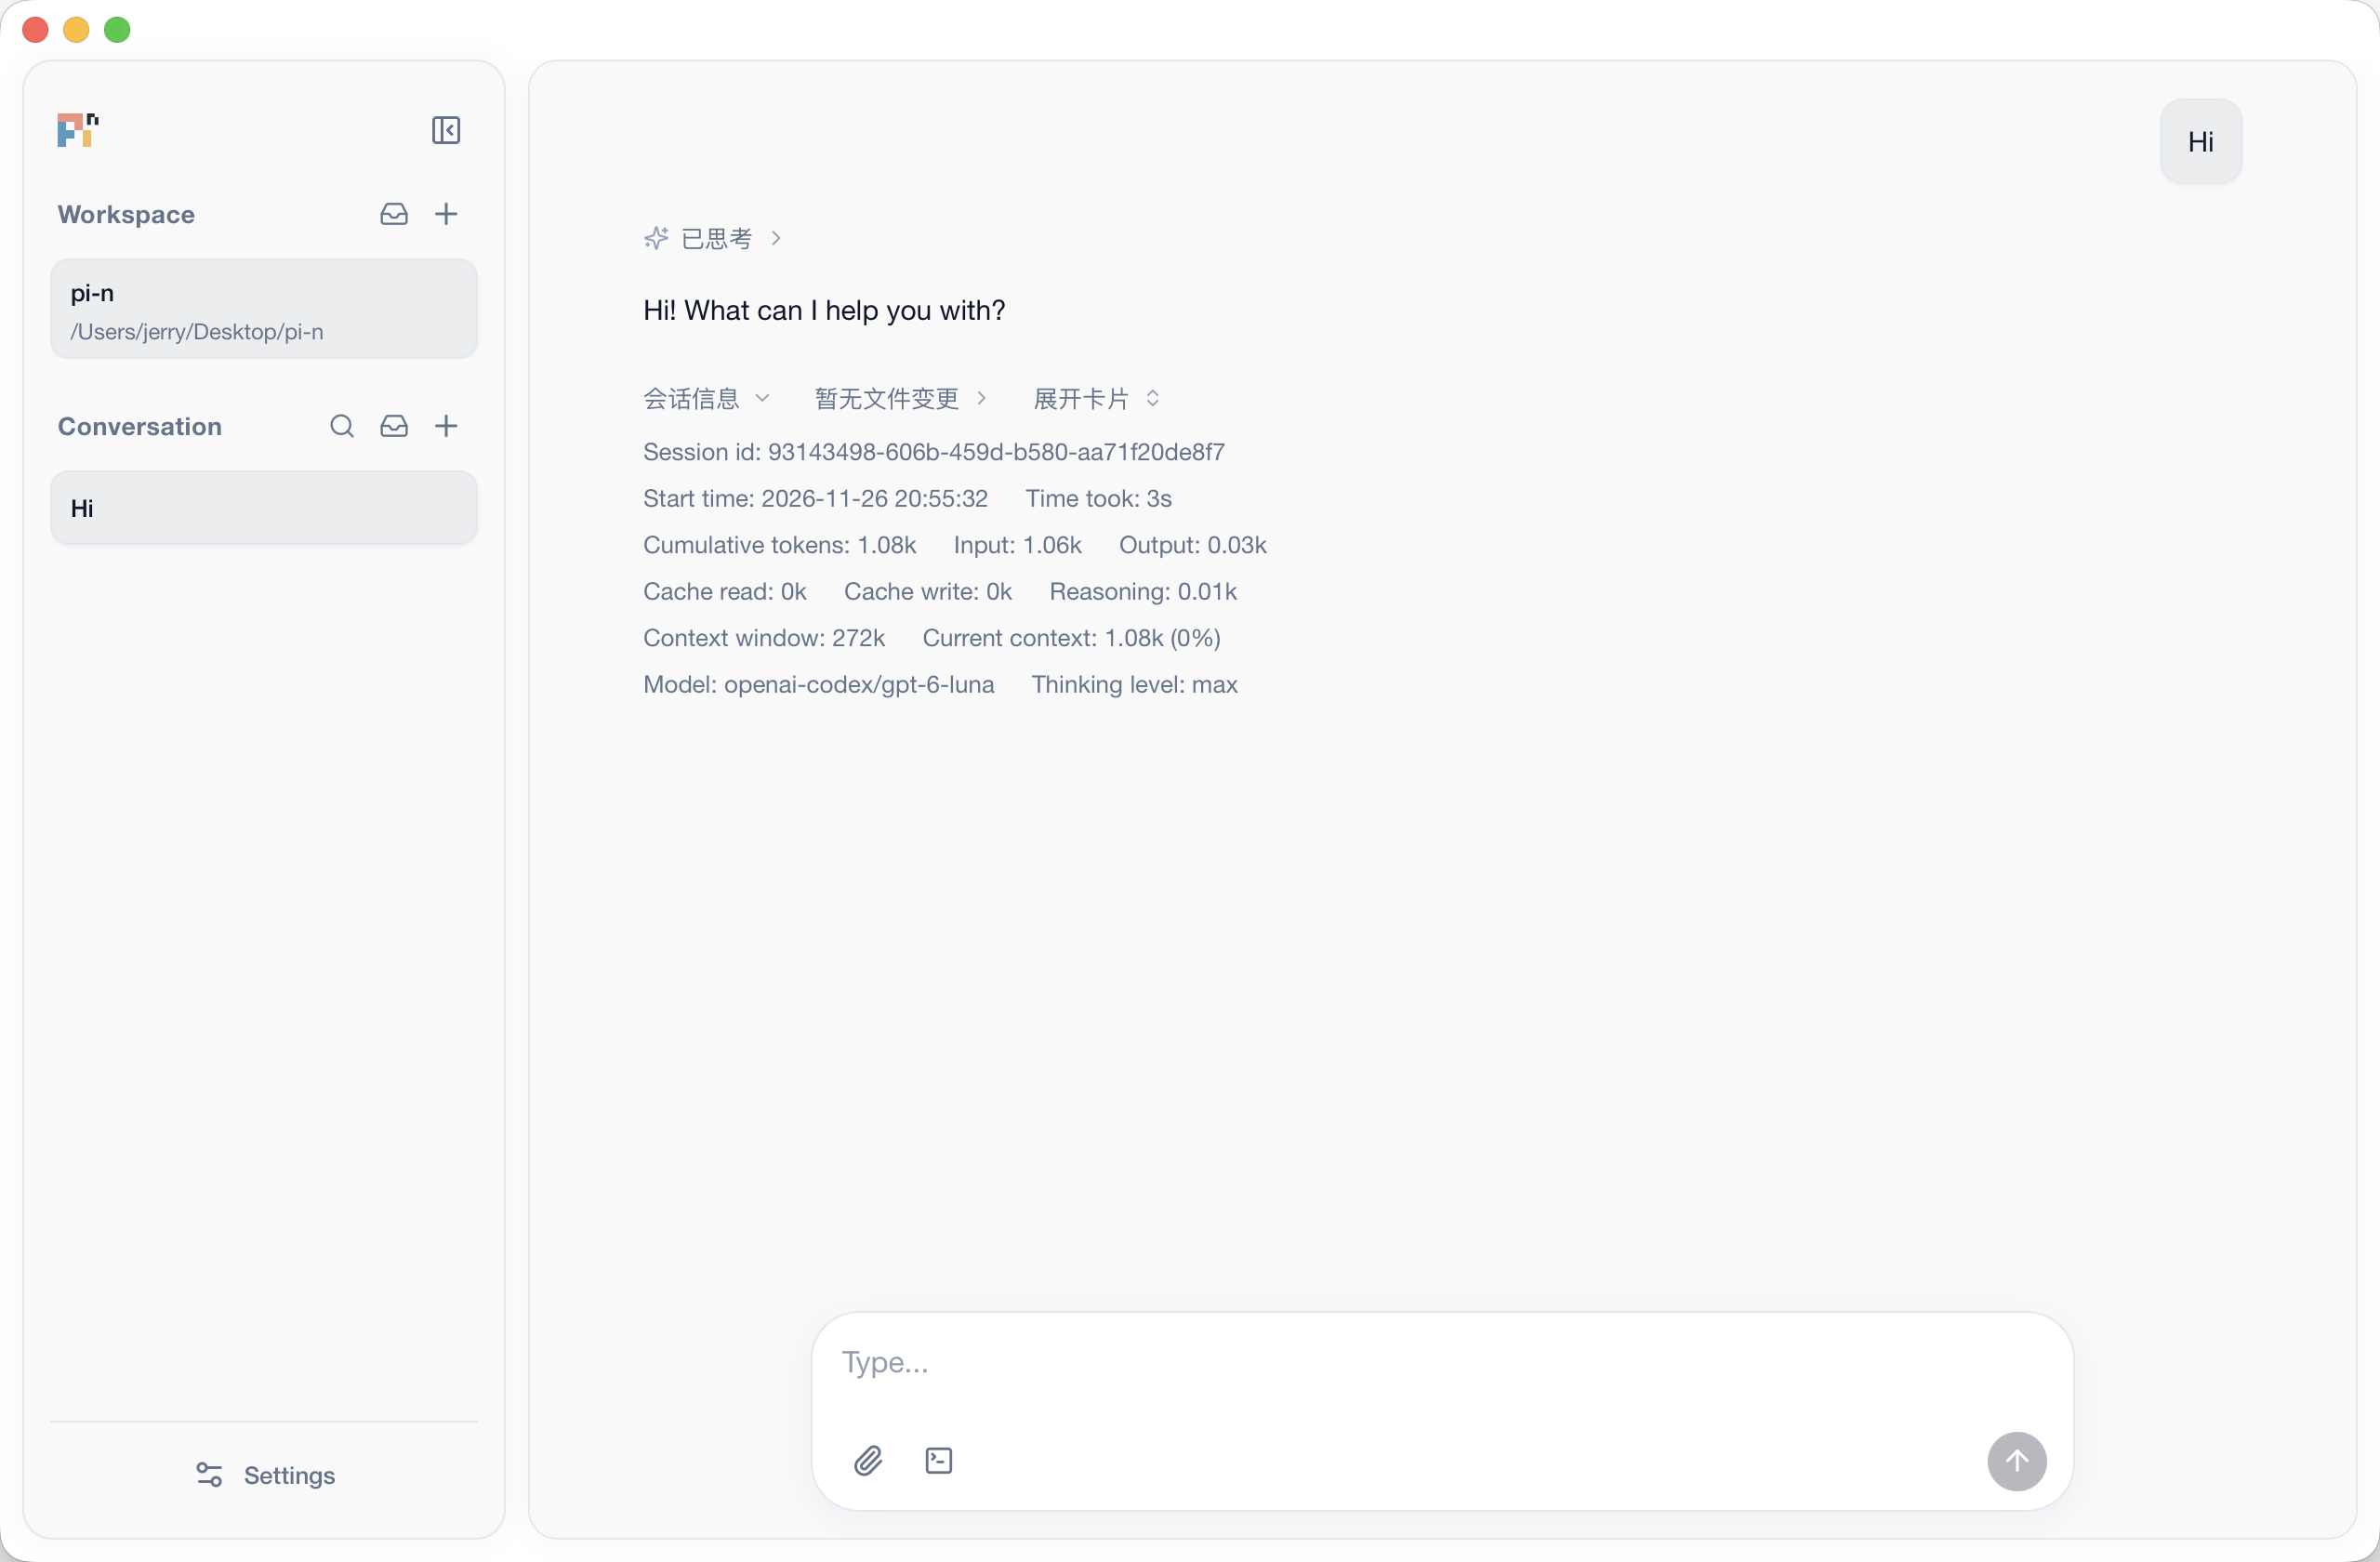 Workspace
pi-n
/Users/jerry/Desktop/pi-n
Conversation
Hi
Settings
Hi
已思考
Hi! What can I help you with?
会话信息 暂无文件变更 展开卡片
Session id: 93143498-606b-459d-b580-aa71f20de8f7
Start time: 2026-11-26 20:55:32 Time took: 3s
Cumulative tokens: 1.08k Input: 1.06k Output: 0.03k
Cache read: 0k Cache write: 0k Reasoning: 0.01k
Context window: 272k Current context: 1.08k (0%)
Model: openai-codex/gpt-6-luna Thinking level: max
Type...